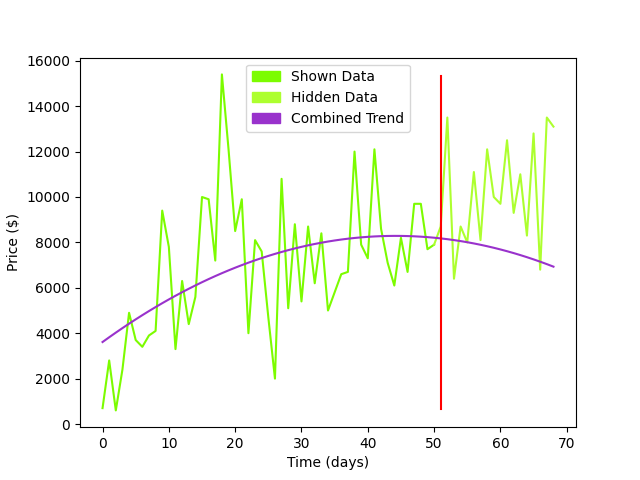 16000
14000
12000
10000
8000
6000
4000
2000
0
Price ($)
Shown Data
Hidden Data
Combined Trend
0 10 20 30 40 50 60 70
Time (days)